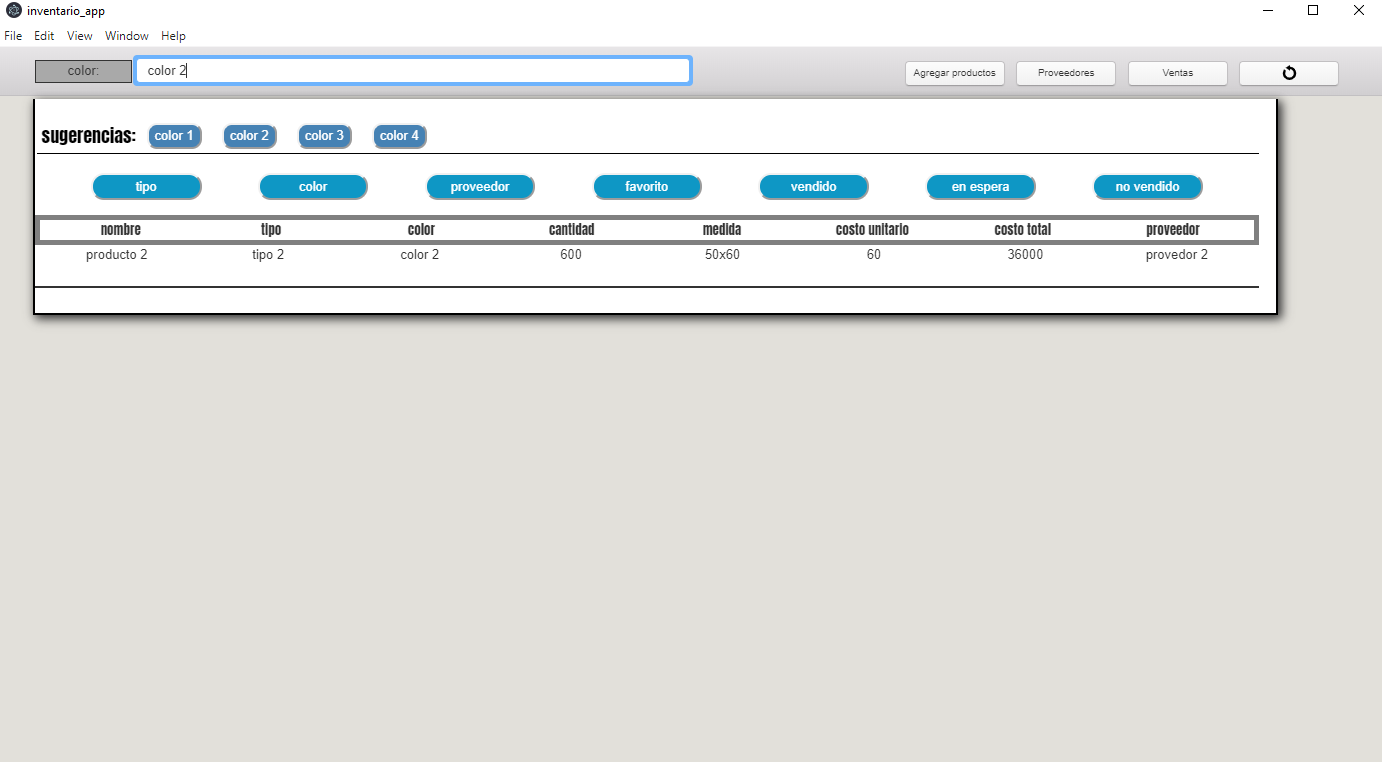 inventario_app
File Edit View Window Help
color: color 2 Agregar productos Proveedores Ventas
sugerencias: color 1 color 2 color 3 color 4
tipo color proveedor favorito vendido en espera no vendido
nombre tipo color cantidad medida costo unitario costo total proveedor
producto 2 tipo 2 color 2 600 50x60 60 36000 provedor 2